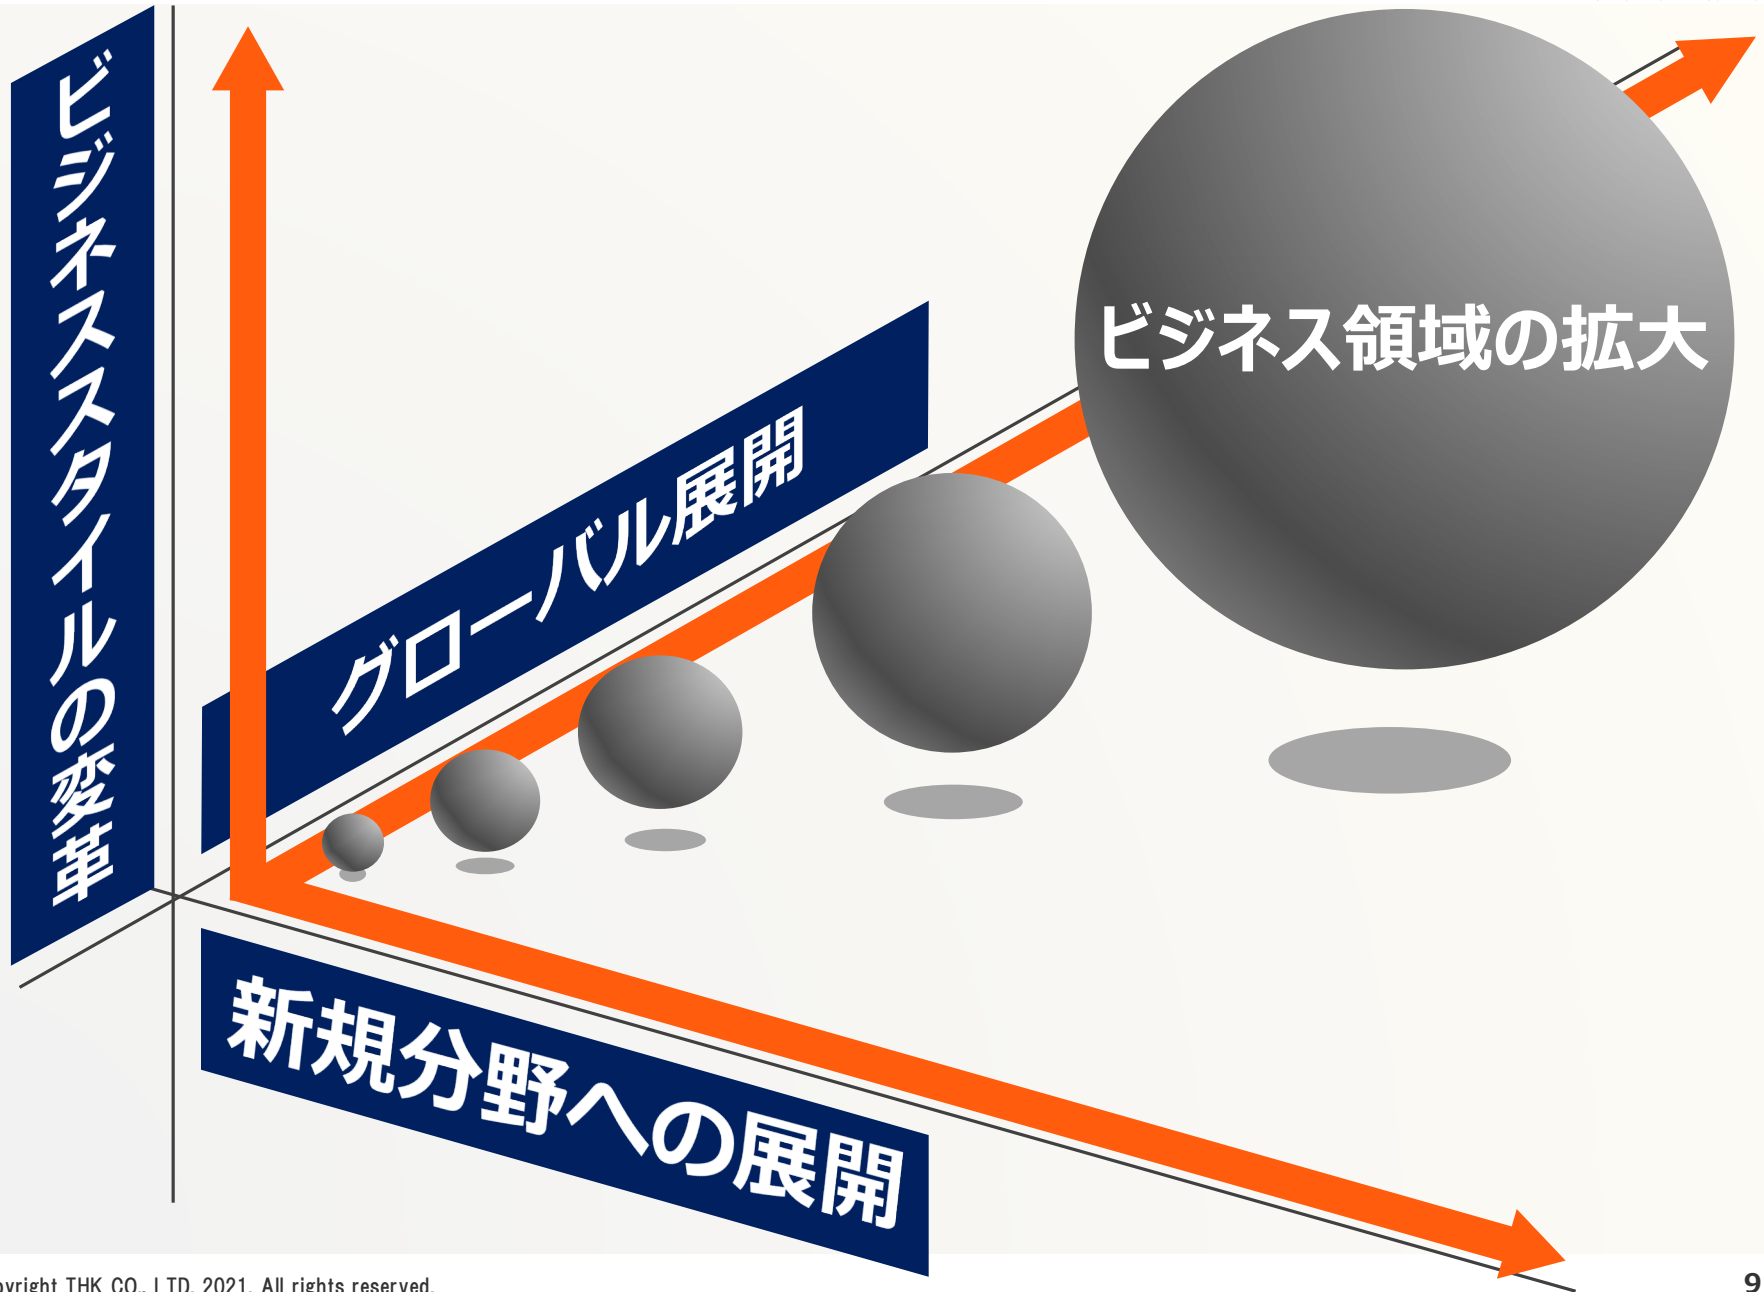 ビジネススタイルの変革
グローバル展開
ビジネス領域の拡大
新規分野への展開
pyright THK CO., LTD. 2021. All rights reserved.
9